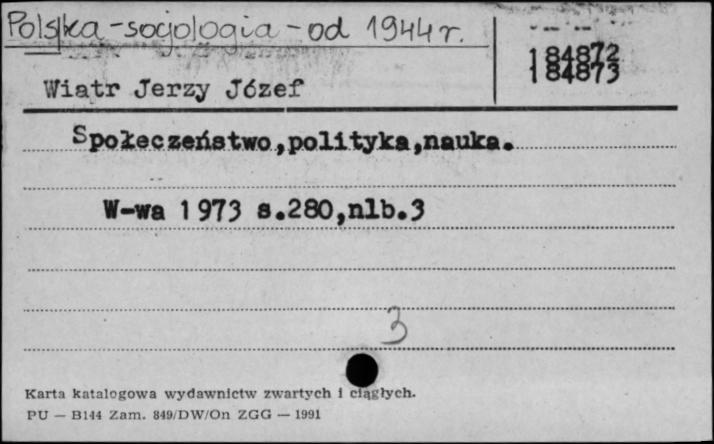 Polska - socjologia - od 1944 r.
184872
184873
Wiatr Jerzy Józef
Społeczeństwo,polityka,nauka.
W-wa 1973 s.280,nlb.3
3
Karta katalogowa wydawnictw zwartych i ciągłych.
PU — B144 Zam. 849/DW/On ZGG — 1991